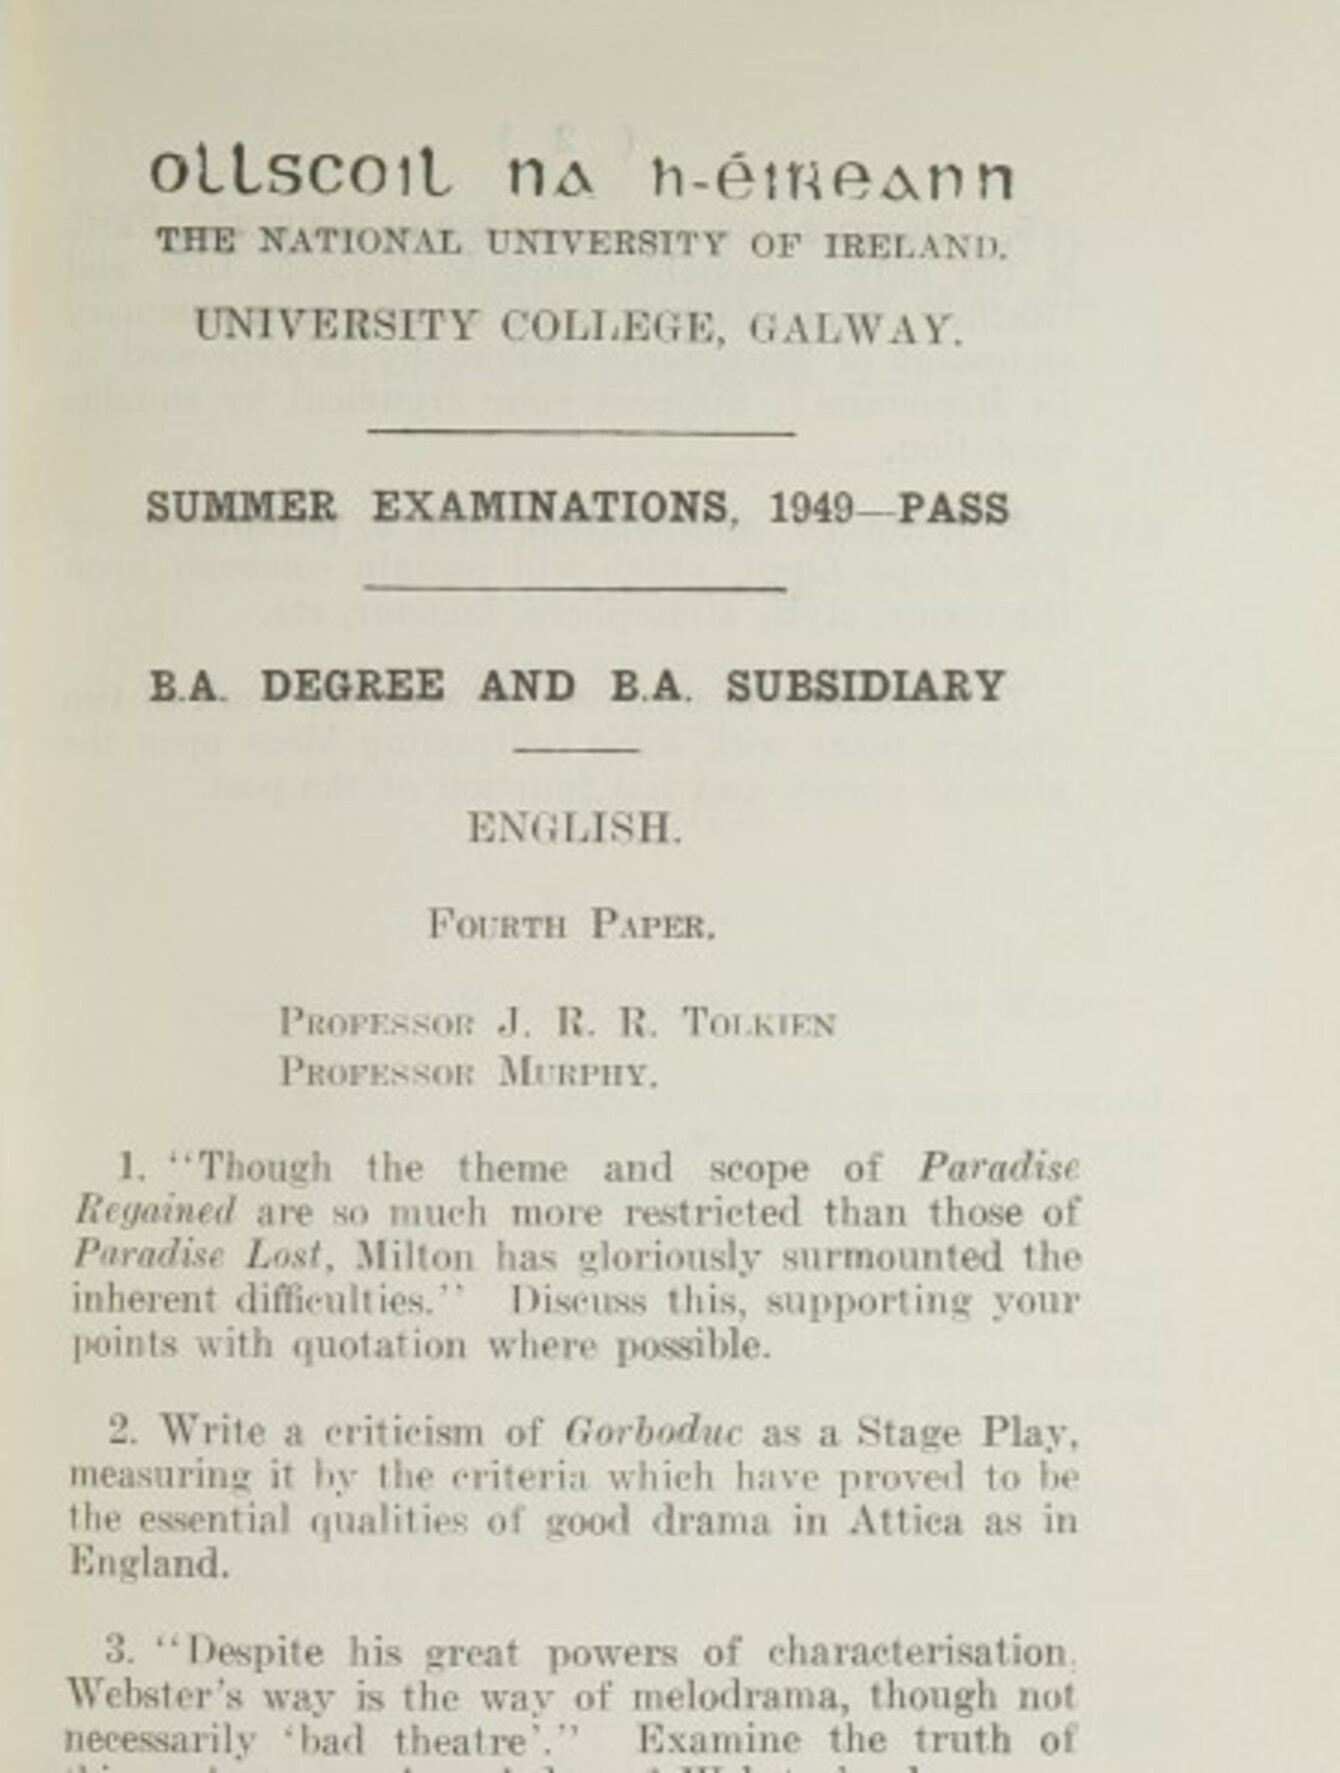 Ollscoil na h-Éireann
THE NATIONAL UNIVERSITY OF IRELAND.
UNIVERSITY COLLEGE, GALWAY.
SUMMER EXAMINATIONS, 1949—PASS
B.A. DEGREE AND B.A. SUBSIDIARY
ENGLISH.
FOURTH PAPER.
PROFESSOR J. R. R. TOLKIEN
PROFESSOR MURPHY.
1. “Though the theme and scope of Paradise
Regained are so much more restricted than those of
Paradise Lost, Milton has gloriously surmounted the
inherent difficulties.” Discuss this, supporting your
points with quotation where possible.
2. Write a criticism of Gorboduc as a Stage Play,
measuring it by the criteria which have proved to be
the essential qualities of good drama in Attica as in
England.
3. “Despite his great powers of characterisation,
Webster’s way is the way of melodrama, though not
necessarily ‘bad theatre’.” Examine the truth of